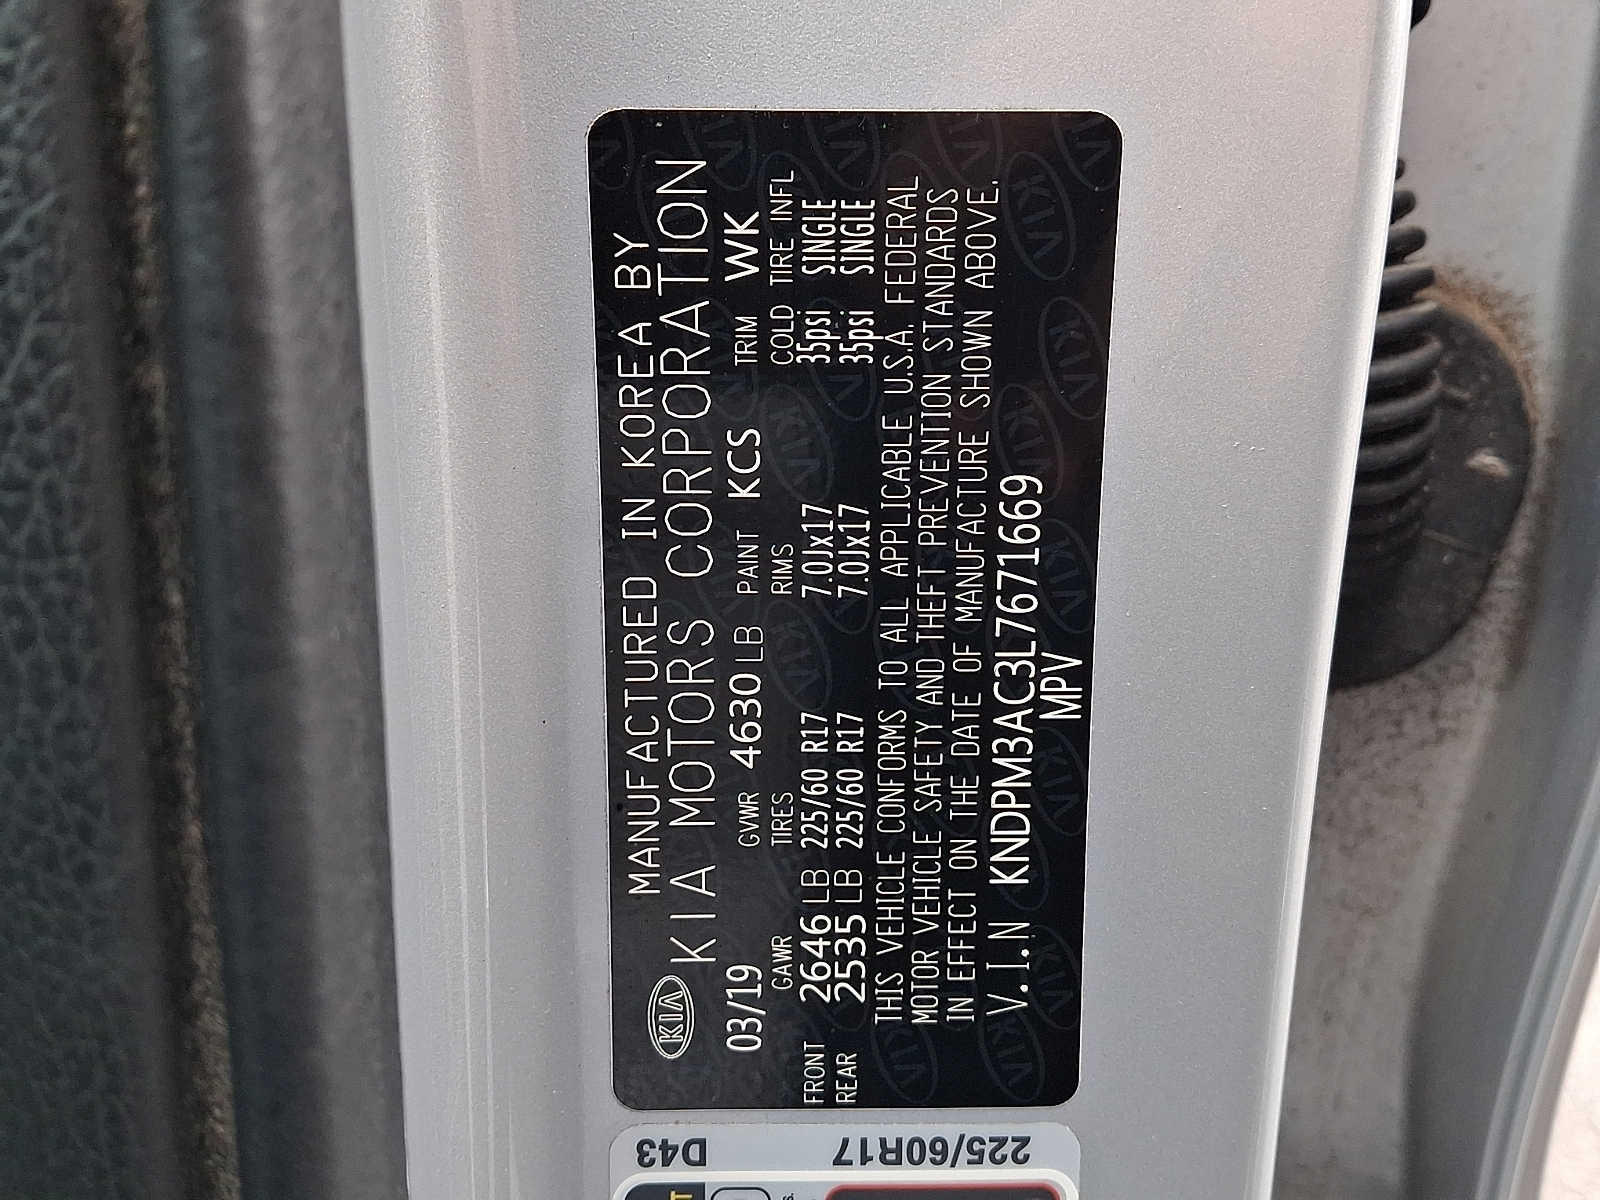 MANUFACTURED IN KOREA BY
KIA KIA MOTORS CORPORATION
03/19 GVWR 4630 LB PAINT KCS TRIM WK
GAWR TIRES RIMS COLD TIRE INFL
FRONT 2646 LB 225/60 R17 7.0Jx17 35psi SINGLE
REAR 2535 LB 225/60 R17 7.0Jx17 35psi SINGLE
THIS VEHICLE CONFORMS TO ALL APPLICABLE U.S.A. FEDERAL
MOTOR VEHICLE SAFETY AND THEFT PREVENTION STANDARDS
IN EFFECT ON THE DATE OF MANUFACTURE SHOWN ABOVE.
V.I.N KNDPM3AC3L7671669
MPV
225/60R17 D43